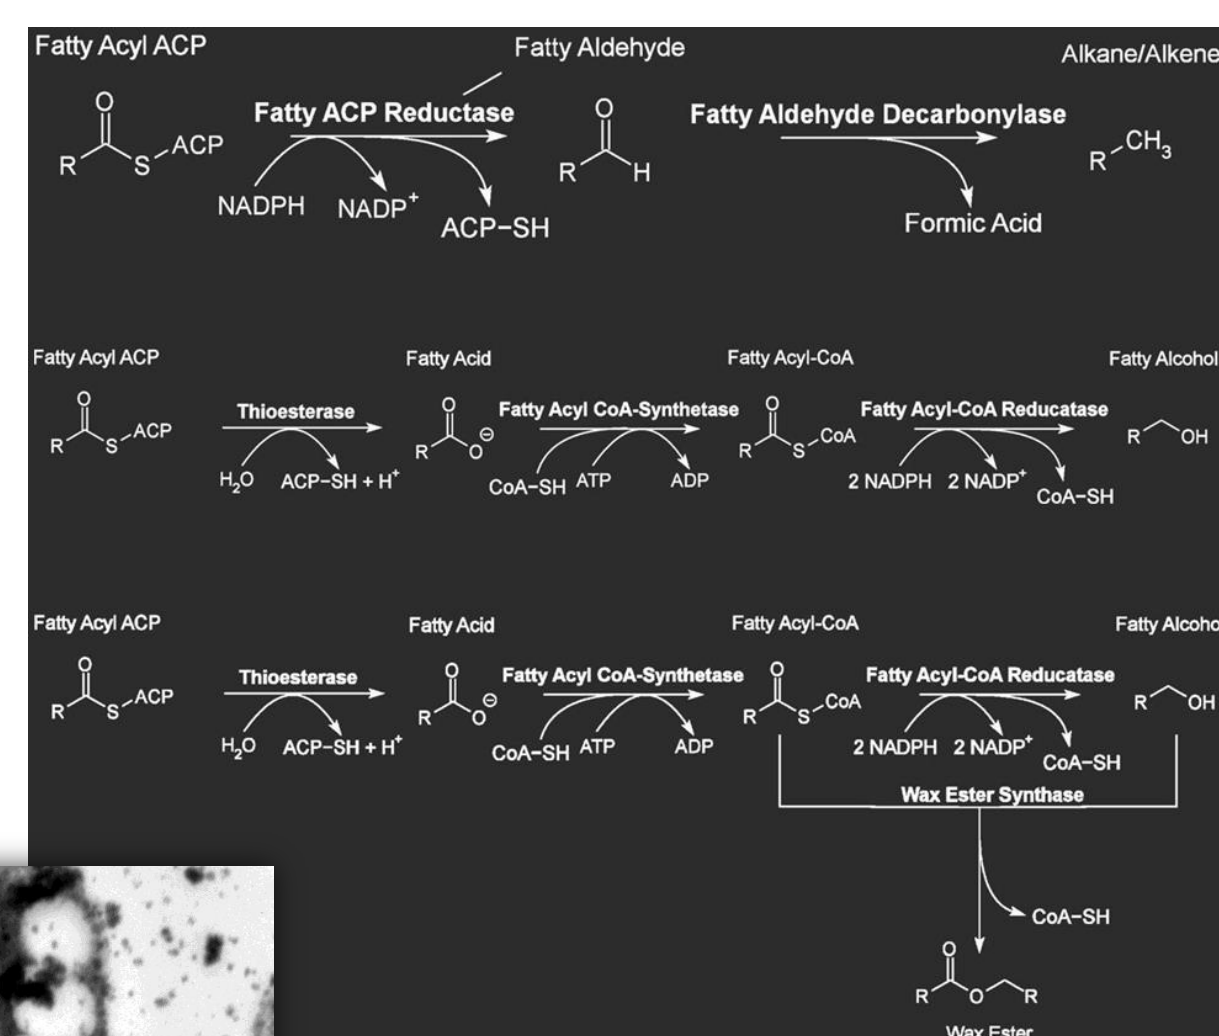 Fatty Acyl ACP
Fatty Aldehyde
Alkane/Alkene
Fatty ACP Reductase
Fatty Aldehyde Decarbonylase
O
R
S
ACP
O
R
H
R
CH3
NADPH
NADP+
ACP–SH
Formic Acid
Fatty Acyl ACP
Fatty Acid
Fatty Acyl-CoA
Fatty Alcohol
Thioesterase
Fatty Acyl CoA-Synthetase
Fatty Acyl-CoA Reducatase
O
R
S
ACP
O
R
O⊖
O
R
S
CoA
R
OH
H2O
ACP–SH + H+
CoA–SH
ATP
ADP
2 NADPH
2 NADP+
CoA–SH
Fatty Acyl ACP
Fatty Acid
Fatty Acyl-CoA
Fatty Alcoho
Thioesterase
Fatty Acyl CoA-Synthetase
Fatty Acyl-CoA Reducatase
O
R
S
ACP
O
R
O⊖
O
R
S
CoA
R
OH
H2O
ACP–SH + H+
CoA–SH
ATP
ADP
2 NADPH
2 NADP+
CoA–SH
Wax Ester Synthase
CoA–SH
O
R
O
R
Wax Ester